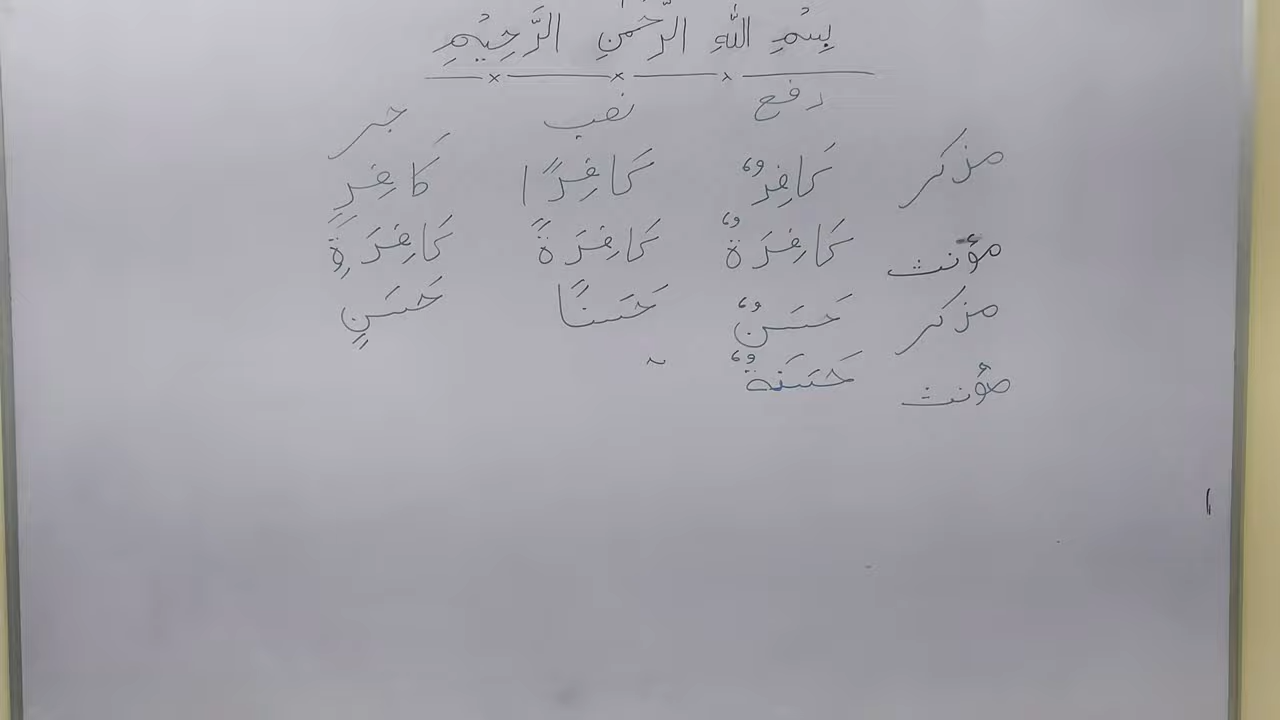 بِسْمِ اللّٰهِ الرَّحْمٰنِ الرَّحِيْمِ
رفع نصب جر
مذكر كَافِرٌ كَافِرًا كَافِرٍ
مؤنث كَافِرَةٌ كَافِرَةً كَافِرَةٍ
مذكر حَسَنٌ حَسَنًا حَسَنٍ
مؤنث حَسَنَةٌ